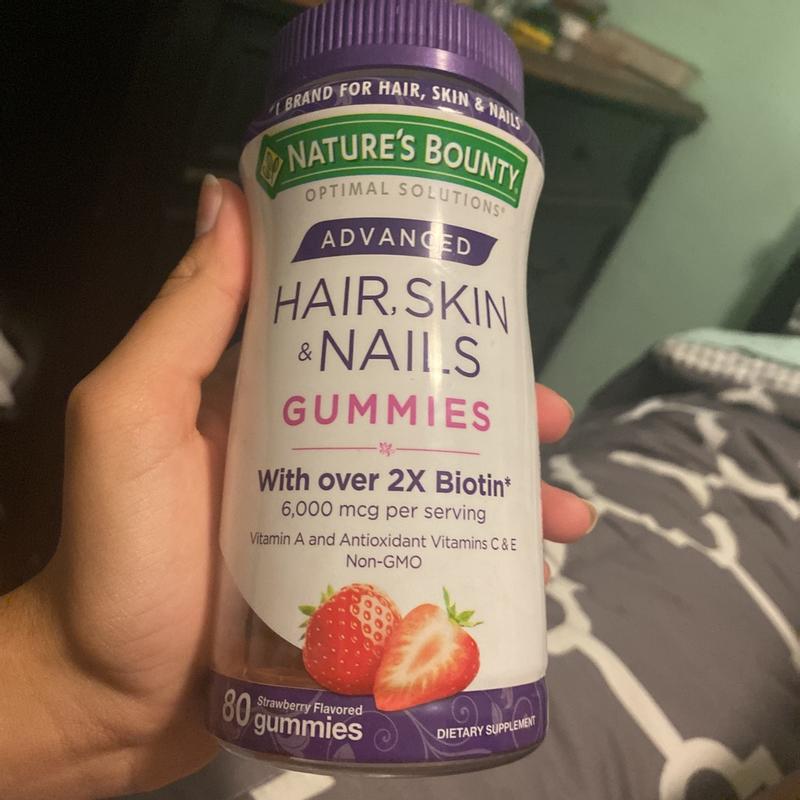 #1 BRAND FOR HAIR, SKIN & NAILS
NATURE'S BOUNTY®
OPTIMAL SOLUTIONS®
ADVANCED
HAIR, SKIN
& NAILS
GUMMIES
With over 2X Biotin*
6,000 mcg per serving
Vitamin A and Antioxidant Vitamins C & E
Non-GMO
80 Strawberry Flavored
gummies
DIETARY SUPPLEMENT